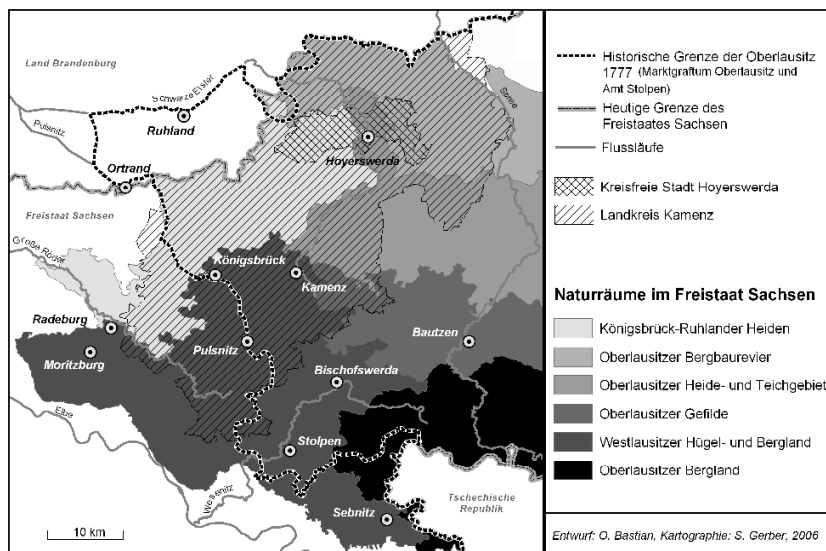 Land Brandenburg
Schwarze Elster
Spree
Pulsnitz
Ruhland
Hoyerswerda
Ortrand
Freistaat Sachsen
Große Röder
Königsbrück
Kamenz
Radeburg
Pulsnitz
Bautzen
Moritzburg
Bischofswerda
Elbe
Stolpen
Wesenitz
Sebnitz
Tschechische
Republik
10 km
Historische Grenze der Oberlausitz
1777 (Marktgraftum Oberlausitz und
Amt Stolpen)
Heutige Grenze des
Freistaates Sachsen
Flussläufe
Kreisfreie Stadt Hoyerswerda
Landkreis Kamenz
Naturräume im Freistaat Sachsen
Königsbrück-Ruhlander Heiden
Oberlausitzer Bergbaurevier
Oberlausitzer Heide- und Teichgebiet
Oberlausitzer Gefilde
Westlausitzer Hügel- und Bergland
Oberlausitzer Bergland
Entwurf: O. Bastian, Kartographie: S. Gerber, 2006